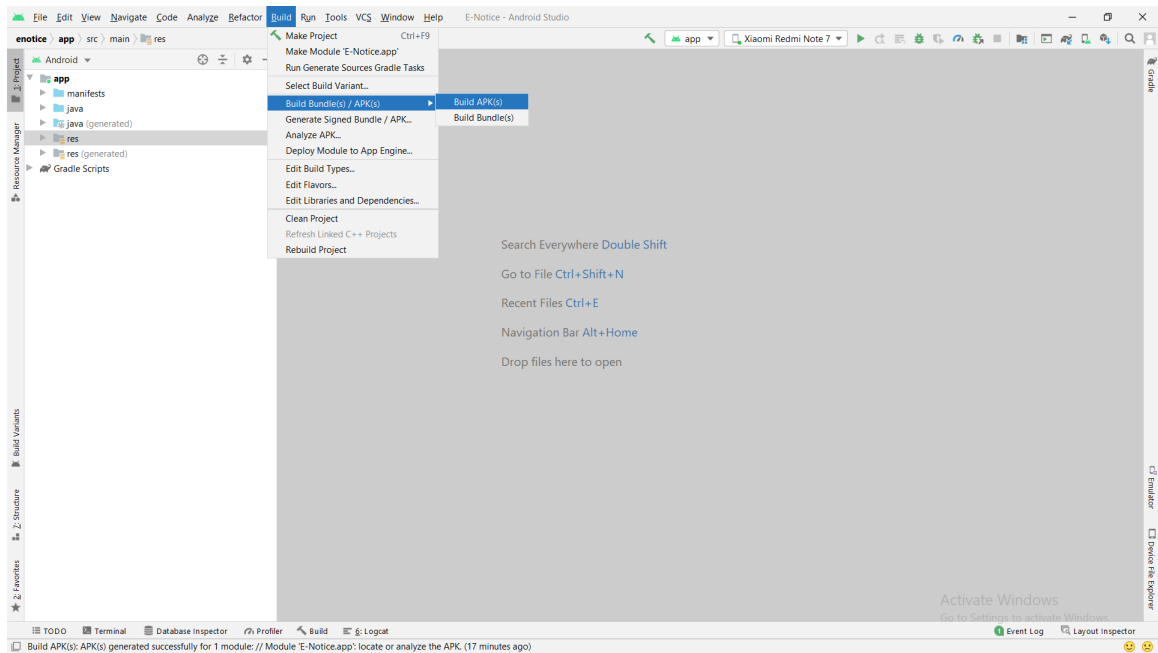 File Edit View Navigate Code Analyze Refactor Build Run Tools VCS Window Help E-Notice - Android Studio
enotice app src main res
app Xiaomi Redmi Note 7
Make Project Ctrl+F9
Make Module 'E-Notice.app'
Run Generate Sources Gradle Tasks
Select Build Variant...
Build Bundle(s) / APK(s)
Generate Signed Bundle / APK...
Analyze APK...
Deploy Module to App Engine...
Edit Build Types...
Edit Flavors...
Edit Libraries and Dependencies...
Clean Project
Refresh Linked C++ Projects
Rebuild Project
Build APK(s)
Build Bundle(s)
1: Project
Resource Manager
Build Variants
7: Structure
2: Favorites
Android
app
manifests
java
java (generated)
res
res (generated)
Gradle Scripts
Search Everywhere Double Shift
Go to File Ctrl+Shift+N
Recent Files Ctrl+E
Navigation Bar Alt+Home
Drop files here to open
Gradle
Emulator
Device File Explorer
Activate Windows
Go to Settings to activate Windows.
TODO Terminal Database Inspector Profiler Build 6: Logcat 1 Event Log Layout Inspector
Build APK(s): APK(s) generated successfully for 1 module: // Module 'E-Notice.app': locate or analyze the APK. (17 minutes ago)